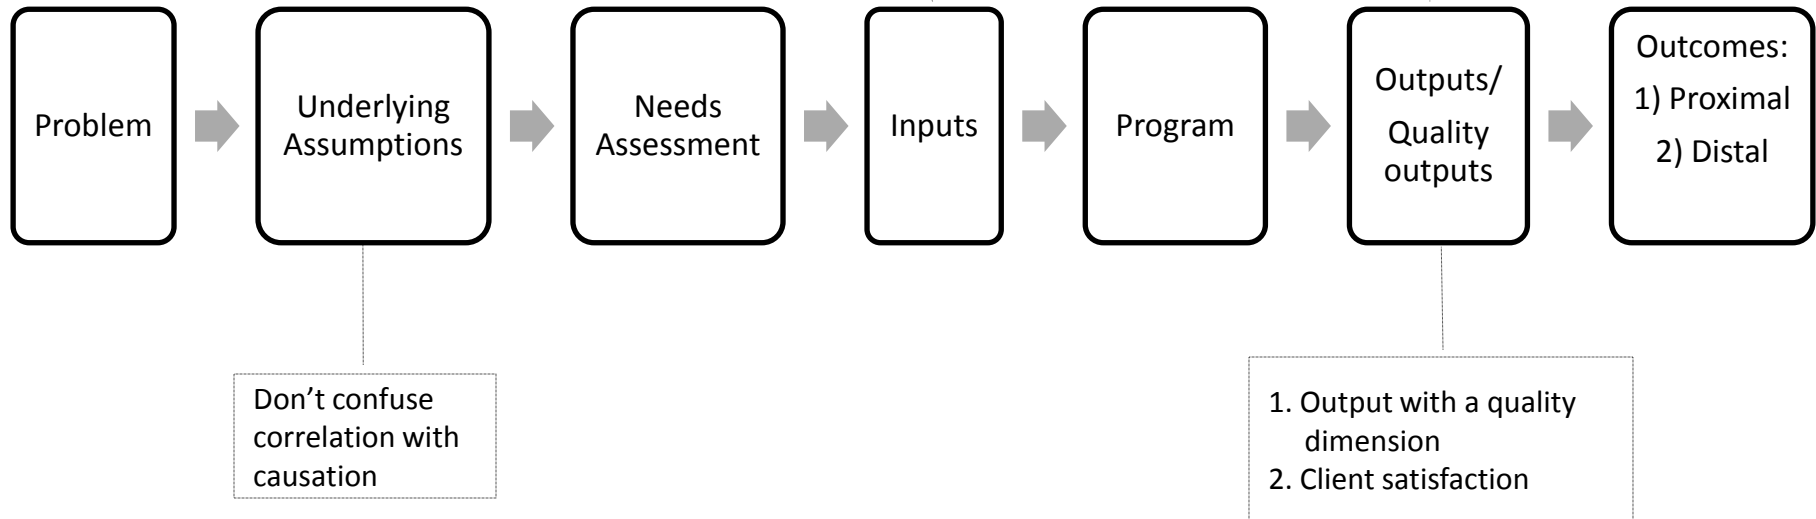 Problem
Underlying
Assumptions
Needs
Assessment
Inputs
Program
Outputs/
Quality
outputs
Outcomes:
1) Proximal
2) Distal
Don’t confuse
correlation with
causation
1. Output with a quality
dimension
2. Client satisfaction